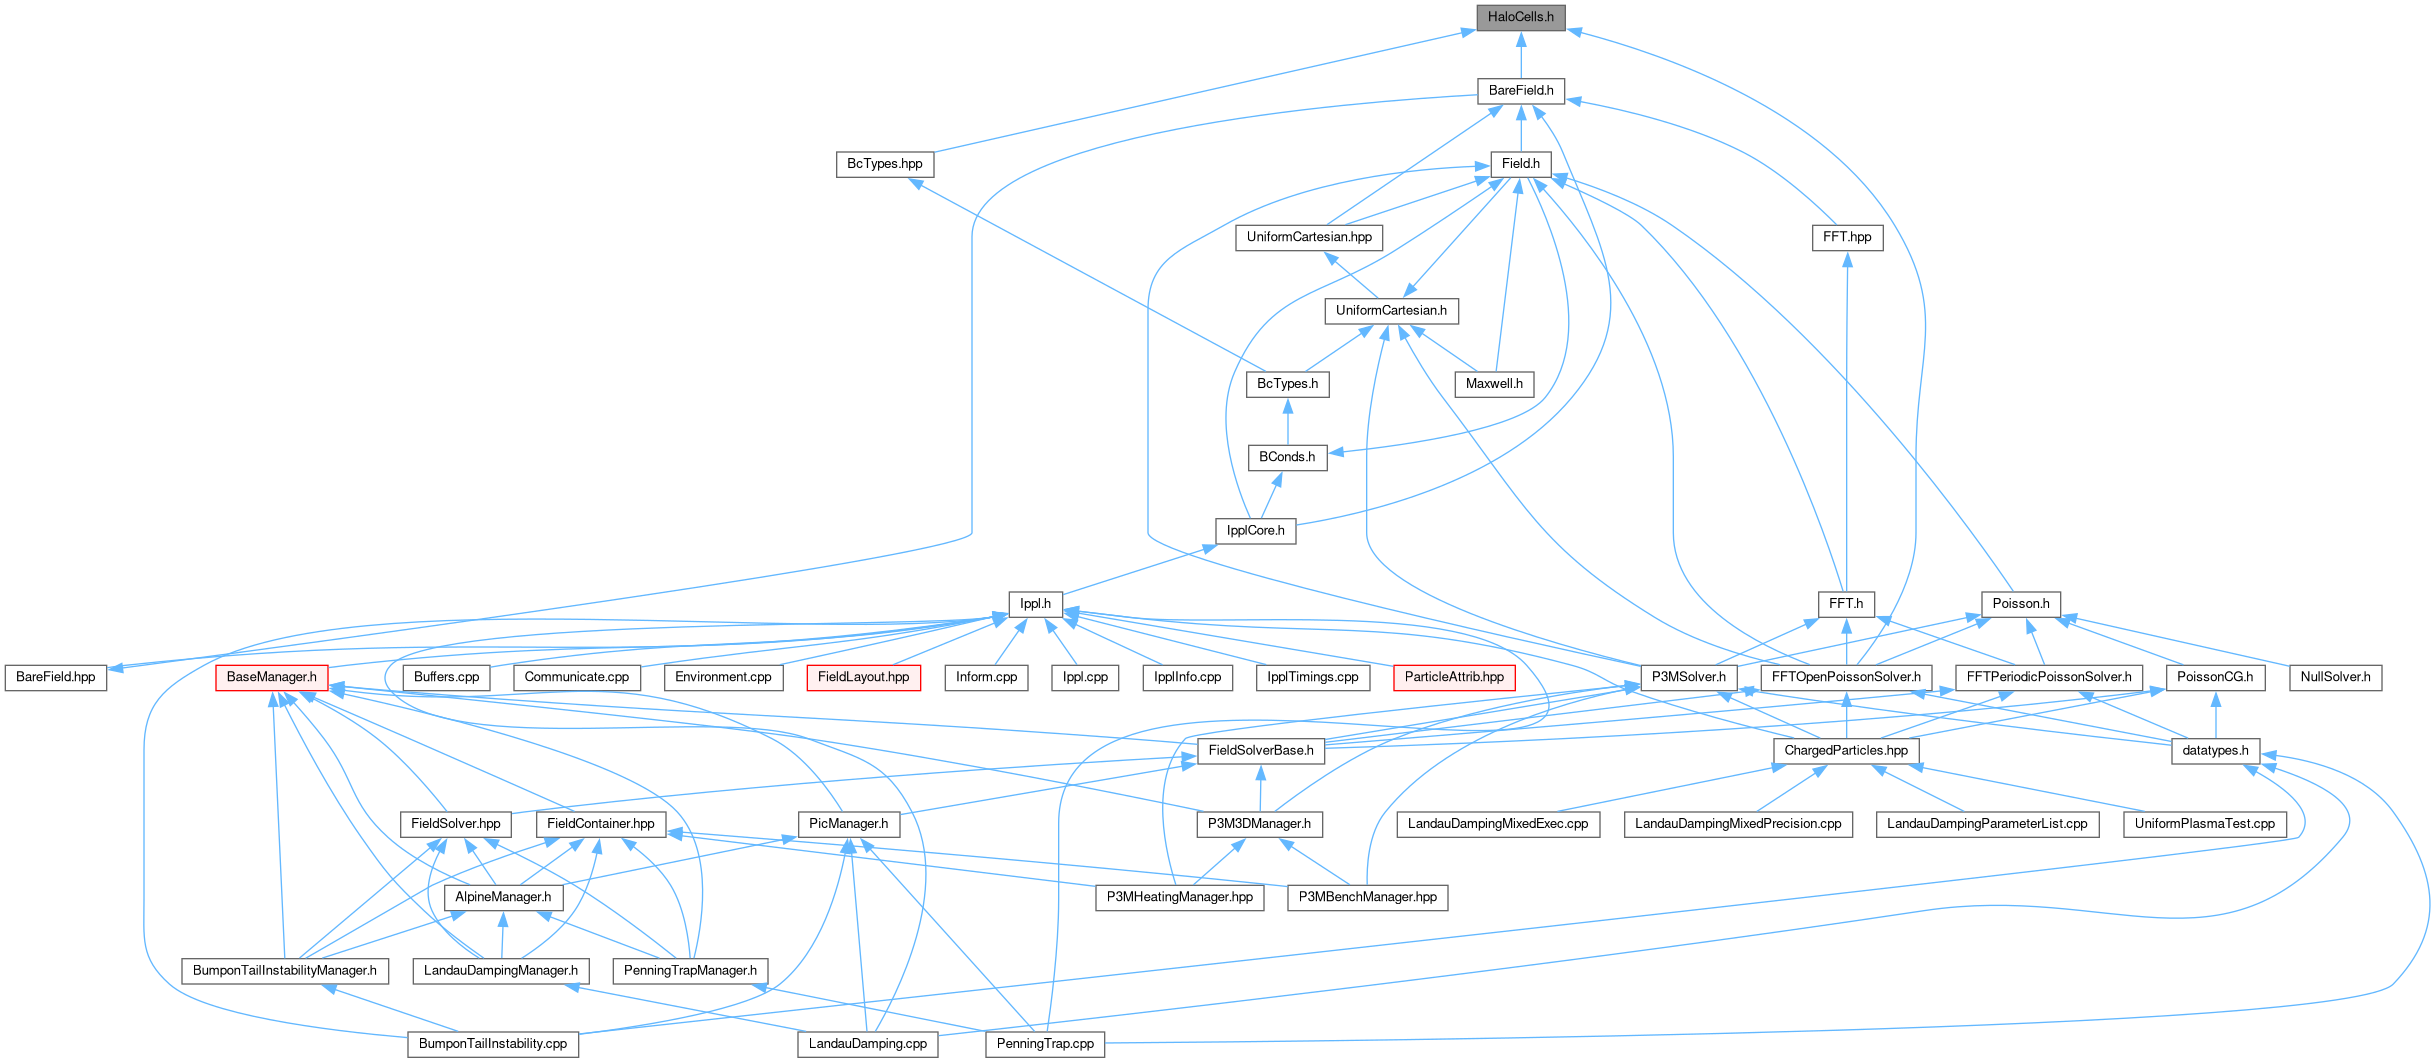 HaloCells.h
BareField.h
BcTypes.hpp
Field.h
UniformCartesian.hpp
FFT.hpp
UniformCartesian.h
BcTypes.h
Maxwell.h
BConds.h
IpplCore.h
Ippl.h
FFT.h
Poisson.h
BareField.hpp
BaseManager.h
Buffers.cpp
Communicate.cpp
Environment.cpp
FieldLayout.hpp
Inform.cpp
Ippl.cpp
IpplInfo.cpp
IpplTimings.cpp
ParticleAttrib.hpp
P3MSolver.h
FFTOpenPoissonSolver.h
FFTPeriodicPoissonSolver.h
PoissonCG.h
NullSolver.h
FieldSolverBase.h
ChargedParticles.hpp
datatypes.h
FieldSolver.hpp
FieldContainer.hpp
PicManager.h
P3M3DManager.h
LandauDampingMixedExec.cpp
LandauDampingMixedPrecision.cpp
LandauDampingParameterList.cpp
UniformPlasmaTest.cpp
AlpineManager.h
P3MHeatingManager.hpp
P3MBenchManager.hpp
BumponTailInstabilityManager.h
LandauDampingManager.h
PenningTrapManager.h
BumponTailInstability.cpp
LandauDamping.cpp
PenningTrap.cpp